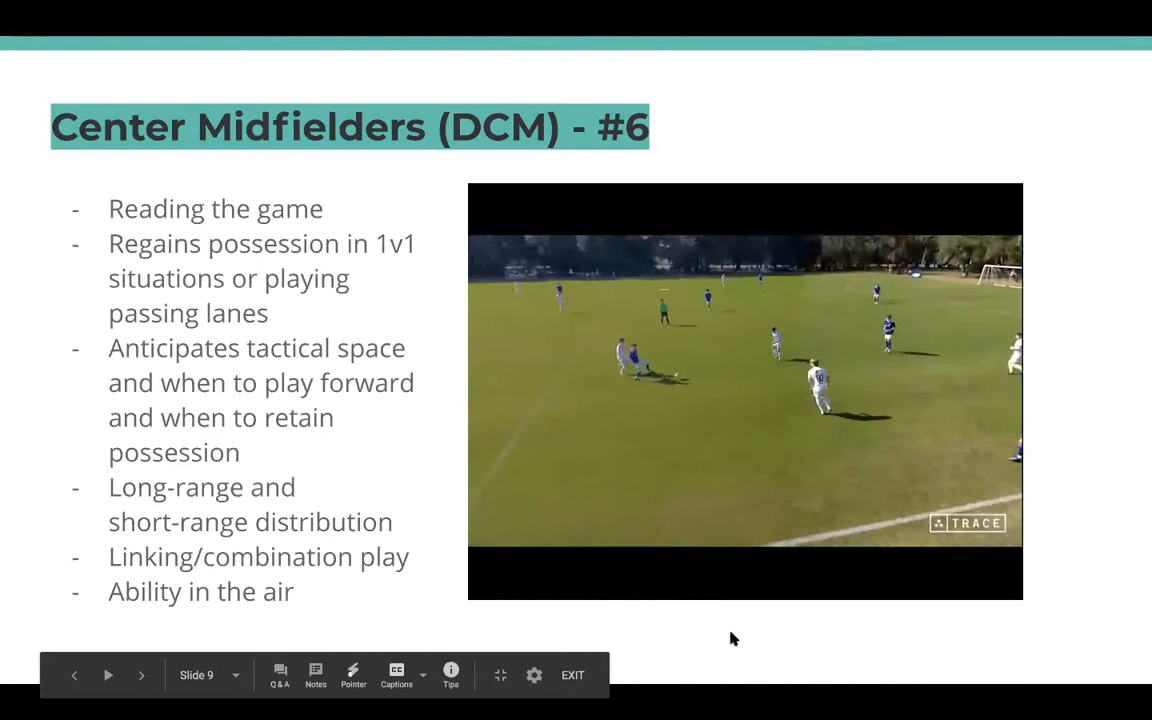 Center Midfielders (DCM) - #6
- Reading the game
- Regains possession in 1v1
situations or playing
passing lanes
- Anticipates tactical space
and when to play forward
and when to retain
possession
- Long-range and
short-range distribution
- Linking/combination play
- Ability in the air
TRACE
Slide 9
Q & A
Notes
Pointer
Captions
Tips
EXIT